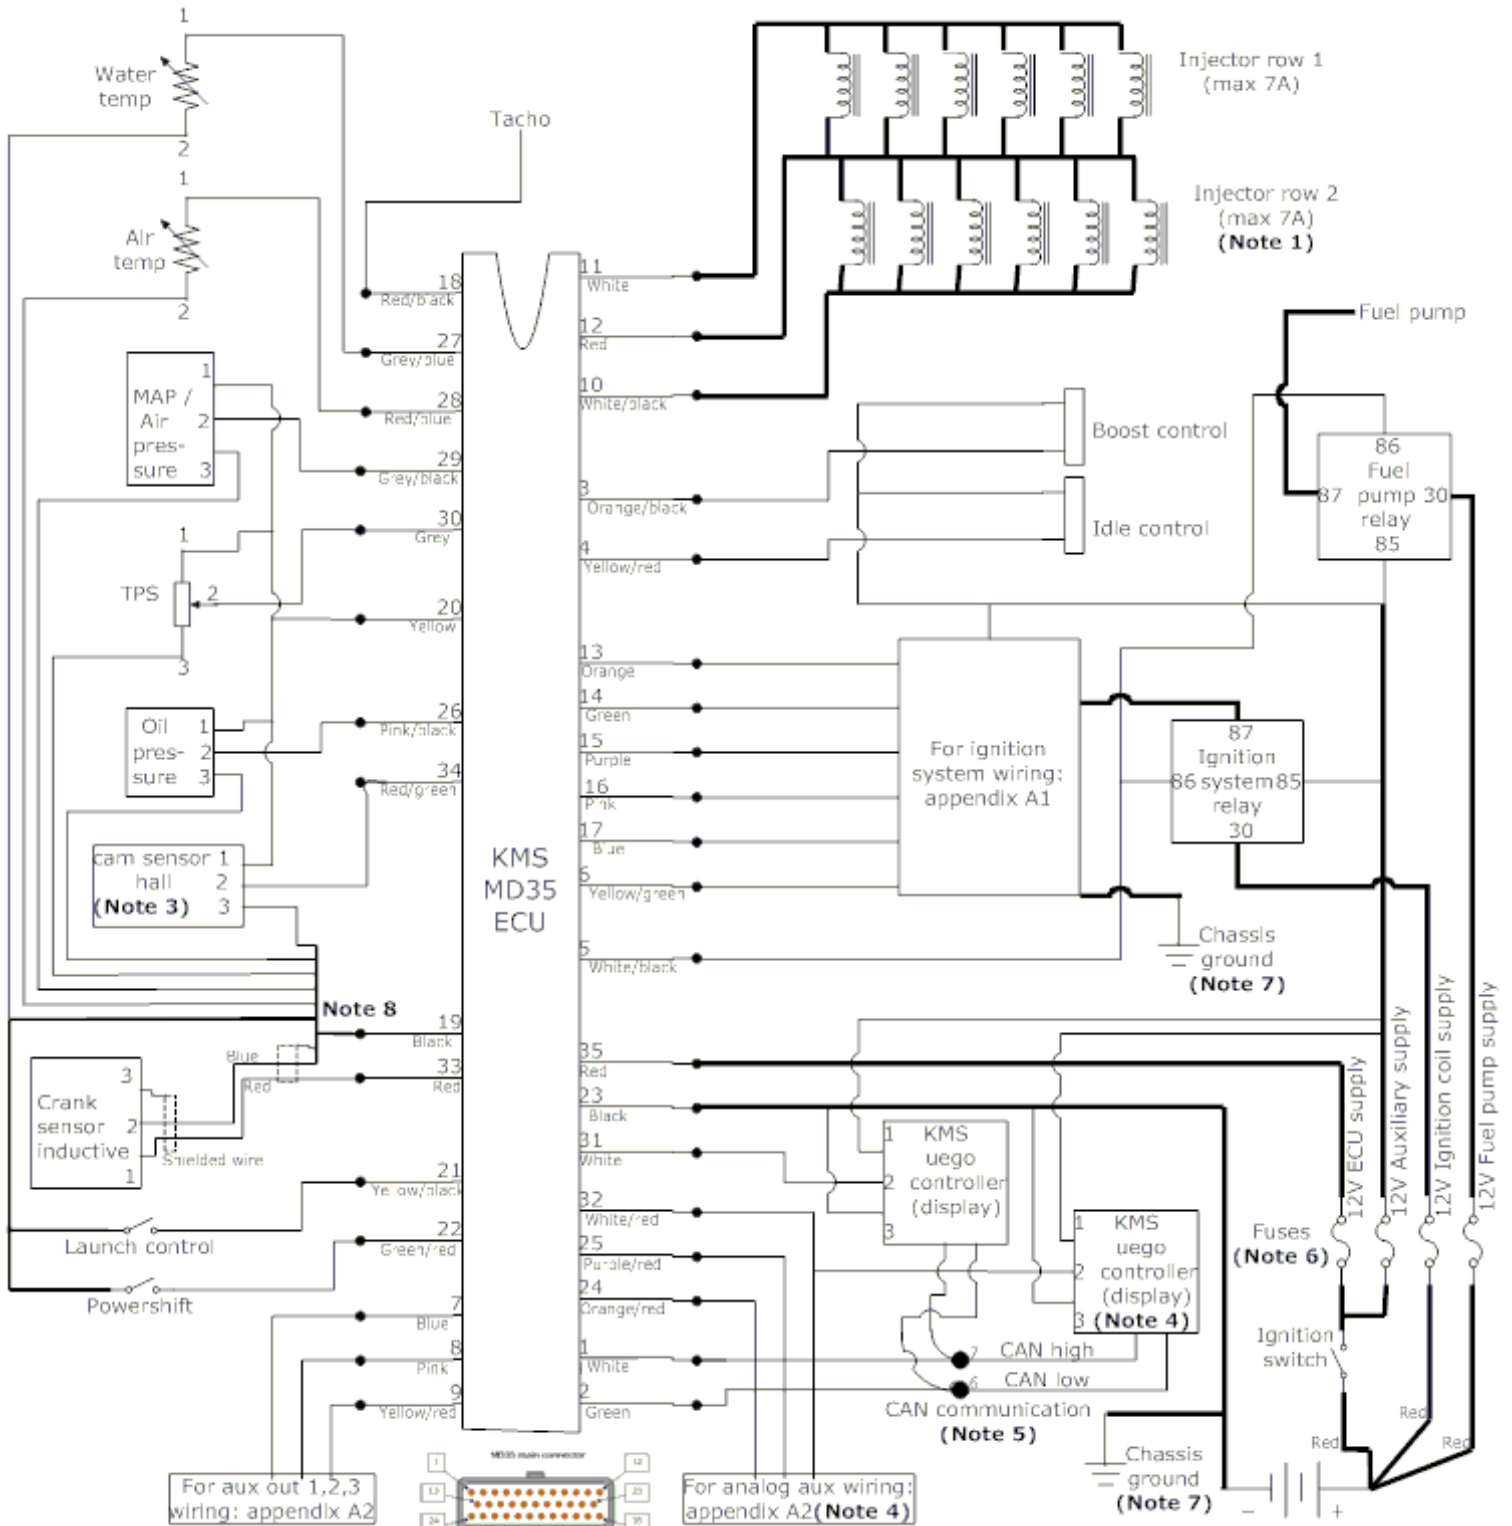 1
Water
temp
2
1
Air
temp
2
Tacho
Injector row 1
(max 7A)
Injector row 2
(max 7A)
(Note 1)
Fuel pump
MAP /
Air
pres-
sure
1
2
3
TPS
1
2
3
Oil
pres-
sure
1
2
3
cam sensor
hall
(Note 3)
1
2
3
Note 8
Blue
Red
Crank
sensor
inductive
3
2
1
Shielded wire
Launch control
Powershift
For aux out 1,2,3
wiring: appendix A2
18
Red/black
27
Grey/blue
28
Red/blue
29
Grey/black
30
Grey
20
Yellow
26
Pink/black
34
Red/green
19
Black
33
Red
21
Yellow/black
22
Green/red
7
Blue
8
Pink
9
Yellow/red
KMS
MD35
ECU
11
White
12
Red
10
White/black
3
Orange/black
4
Yellow/red
13
Orange
14
Green
15
Purple
16
Pink
17
Blue
6
Yellow/green
5
White/black
35
Red
23
Black
31
White
32
White/red
25
Purple/red
24
Orange/red
1
White
2
Green
Boost control
Idle control
86
Fuel
87 pump 30
relay
85
For ignition
system wiring:
appendix A1
87
Ignition
86 system 85
relay
30
Chassis
ground
(Note 7)
1
2
3
KMS
uego
controller
(display)
1
2
3
KMS
uego
controller
(display)
(Note 4)
7
CAN high
6
CAN low
CAN communication
(Note 5)
12V ECU supply
12V Auxiliary supply
12V Ignition coil supply
12V Fuel pump supply
Fuses
(Note 6)
Ignition
switch
Red
Red
Red
Chassis
ground
(Note 7)
−
+
MD35 main connector
1
12
13
23
24
For analog aux wiring:
appendix A2(Note 4)